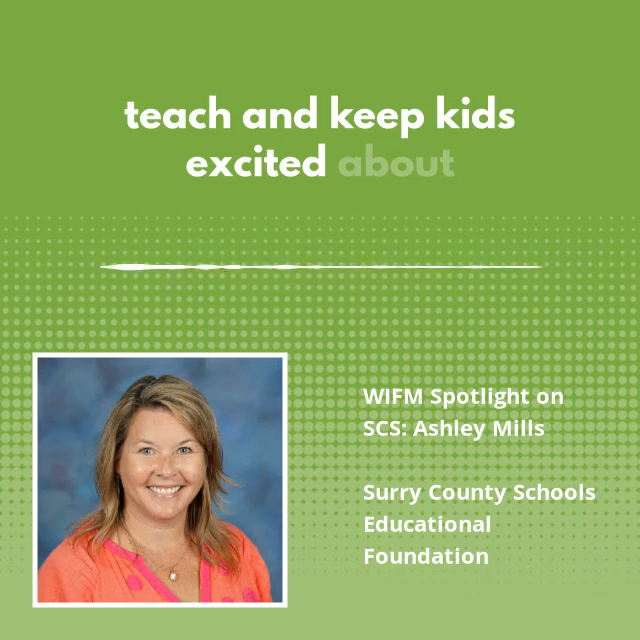 teach and keep kids
excited about
WIFM Spotlight on
SCS: Ashley Mills
Surry County Schools
Educational
Foundation